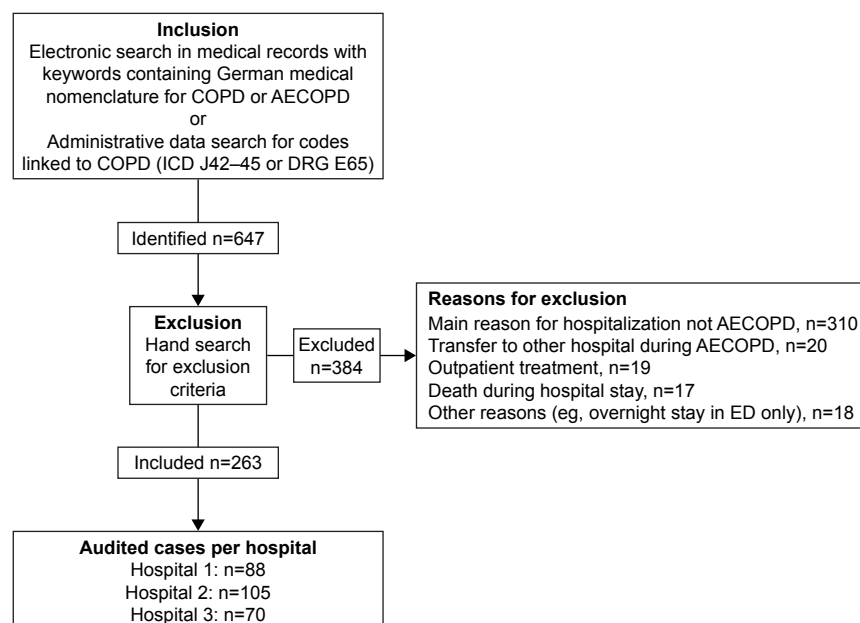 Inclusion
Electronic search in medical records with
keywords containing German medical
nomenclature for COPD or AECOPD
or
Administrative data search for codes
linked to COPD (ICD J42–45 or DRG E65)
Identified n=647
Exclusion
Hand search
for exclusion
criteria
Excluded
n=384
Reasons for exclusion
Main reason for hospitalization not AECOPD, n=310
Transfer to other hospital during AECOPD, n=20
Outpatient treatment, n=19
Death during hospital stay, n=17
Other reasons (eg, overnight stay in ED only), n=18
Included n=263
Audited cases per hospital
Hospital 1: n=88
Hospital 2: n=105
Hospital 3: n=70